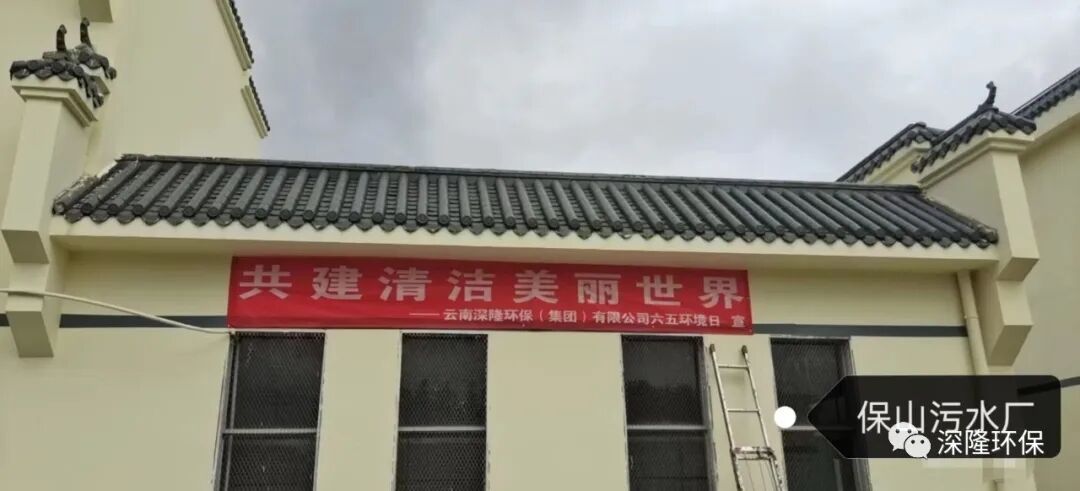 共建清洁美丽世界
——云南深隆环保（集团）有限公司六五环境日 宣
保山污水厂
深隆环保